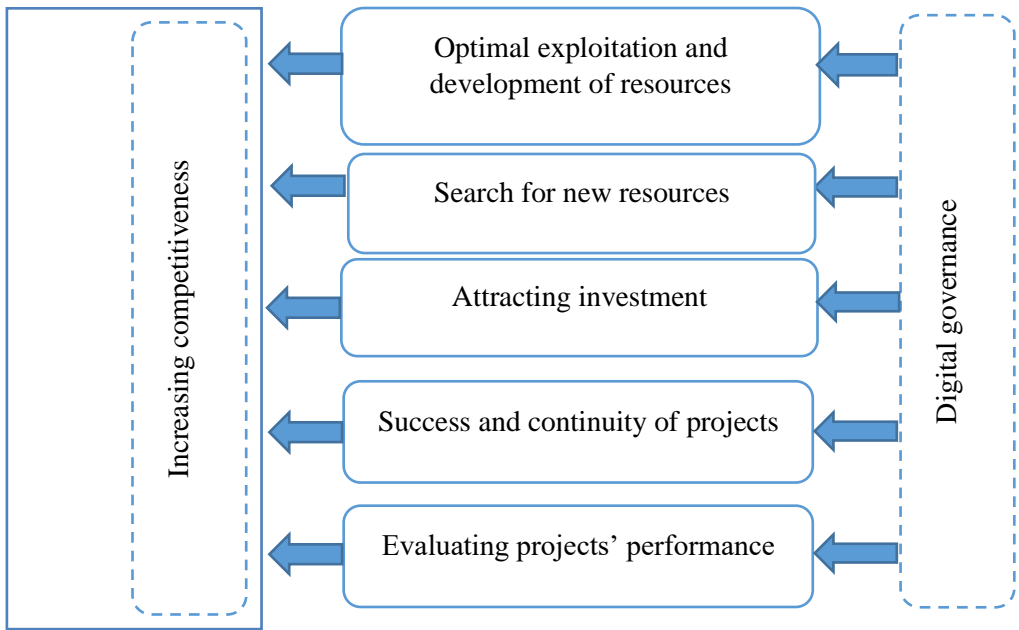 Increasing competitiveness
Optimal exploitation and
development of resources
Search for new resources
Attracting investment
Success and continuity of projects
Evaluating projects’ performance
Digital governance